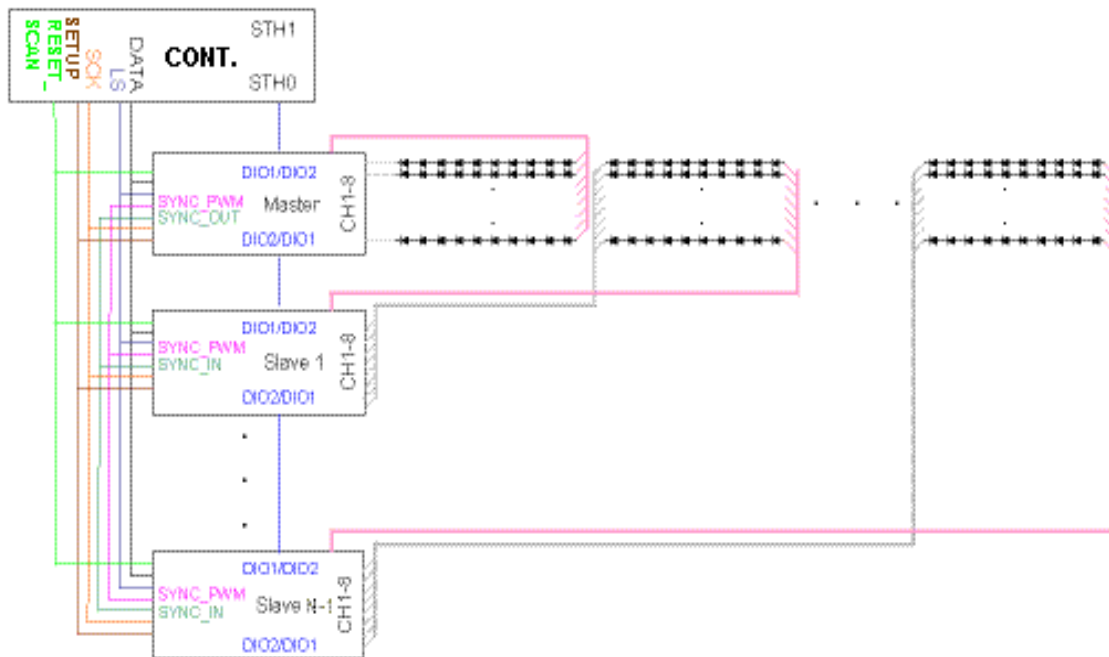 STH1
CONT.
STH0
SCAN
RESET_
SETUP
SCK
LS
DATA
DIO1/DIO2
SYNC_PWM
Master
SYNC_OUT
CH1-8
DIO2/DIO1
DIO1/DIO2
SYNC_PWM
SYNC_IN
Slave 1
CH1-8
DIO2/DIO1
DIO1/DIO2
SYNC_PWM
SYNC_IN
Slave N-1
CH1-8
DIO2/DIO1